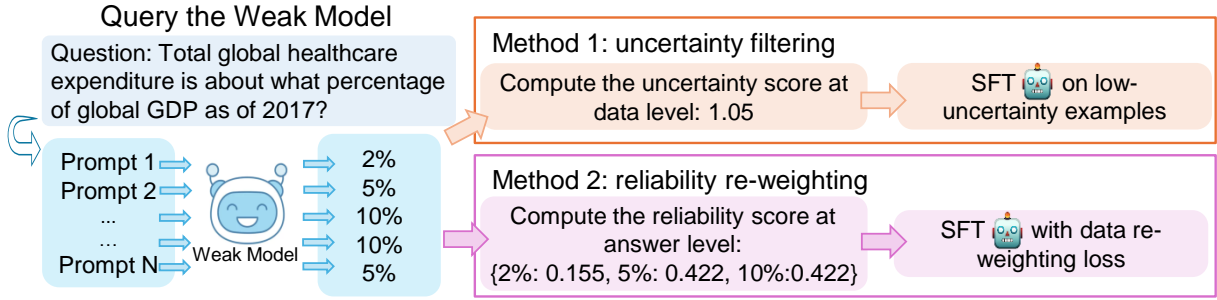 Query the Weak Model
Question: Total global healthcare
expenditure is about what percentage
of global GDP as of 2017?
Prompt 1
Prompt 2
...
...
Prompt N
Weak Model
2%
5%
10%
10%
5%
Method 1: uncertainty filtering
Compute the uncertainty score at
data level: 1.05
SFT 🤖 on low-
uncertainty examples
Method 2: reliability re-weighting
Compute the reliability score at
answer level:
{2%: 0.155, 5%: 0.422, 10%:0.422}
SFT 🤖 with data re-
weighting loss